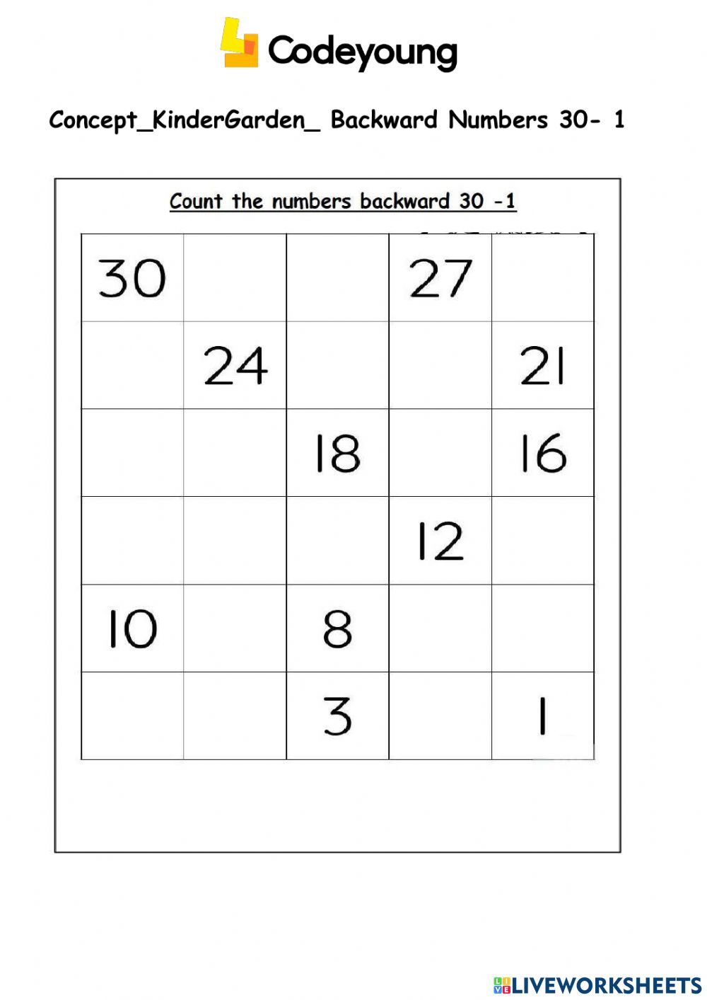 Codeyoung
Concept_KinderGarden_ Backward Numbers 30- 1
Count the numbers backward 30 -1
30 27
24 21
18 16
12
10 8
3 1
LIVEWORKSHEETS